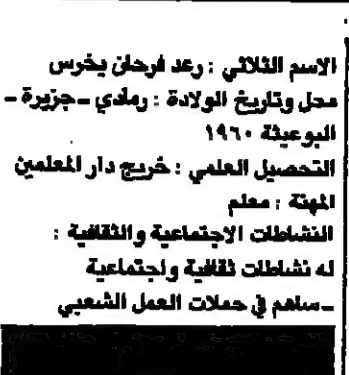 الاسم الثلاثي : رعد فرحان يخرس
محل وتاريخ الولادة : رمادي ـ جزيرة ـ
البوعيثة ١٩٦٠
التحصيل العلمي : خريج دار المعلمين
المهنة : معلم
النشاطات الاجتماعية والثقافية :
له نشاطات ثقافية واجتماعية
ـ ساهم في حملات العمل الشعبي